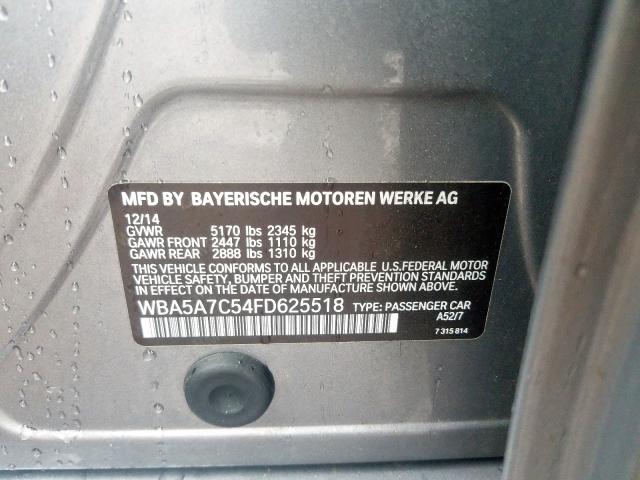 MFD BY BAYERISCHE MOTOREN WERKE AG
12/14
GVWR 5170 lbs 2345 kg
GAWR FRONT 2447 lbs 1110 kg
GAWR REAR 2888 lbs 1310 kg
THIS VEHICLE CONFORMS TO ALL APPLICABLE U.S.FEDERAL MOTOR
VEHICLE SAFETY, BUMPER AND THEFT PREVENTION STANDARDS
IN EFFECT ON THE DATE OF MANUFACTURE SHOWN ABOVE.
WBA5A7C54FD625518 TYPE: PASSENGER CAR
A52/7
7 315 814